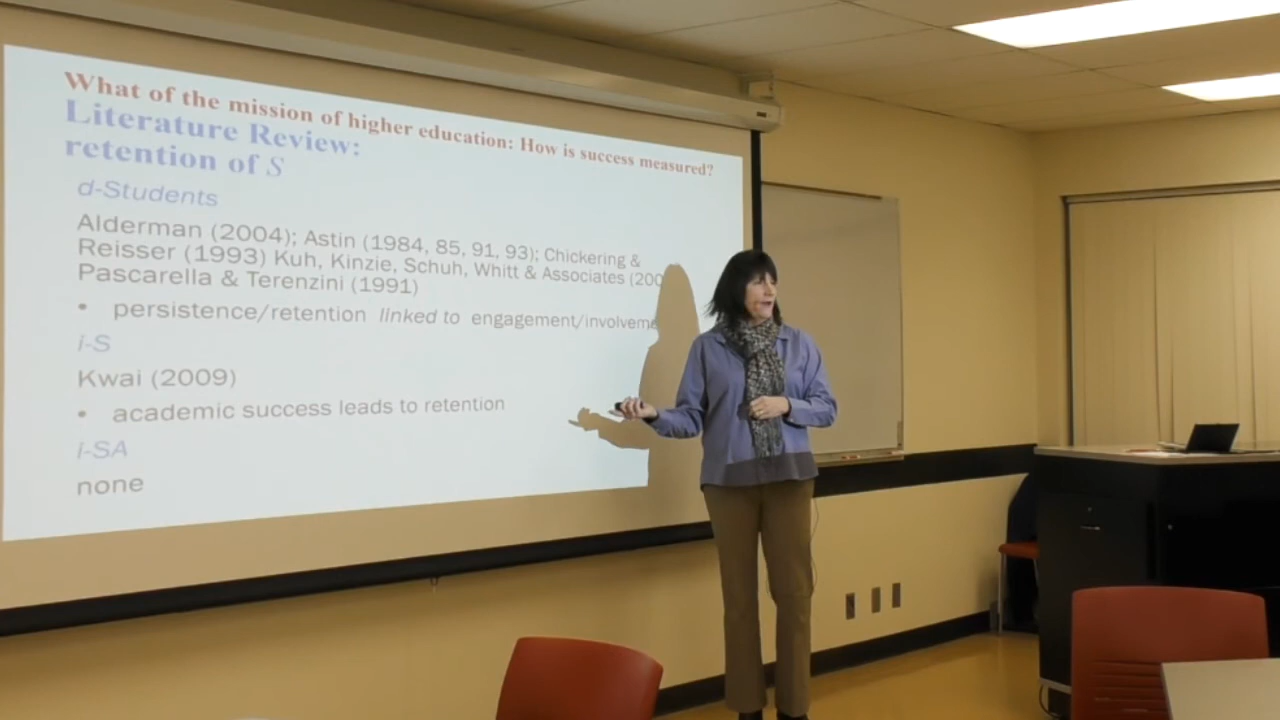 What of the mission of higher education: How is success measured?
Literature Review:
retention of S
d-Students
Alderman (2004); Astin (1984, 85, 91, 93); Chickering &
Reisser (1993) Kuh, Kinzie, Schuh, Whitt & Associates
Pascarella & Terenzini (1991)
• persistence/retention linked to
i-S
Kwai (2009)
• academic success leads to retention
i-SA
none